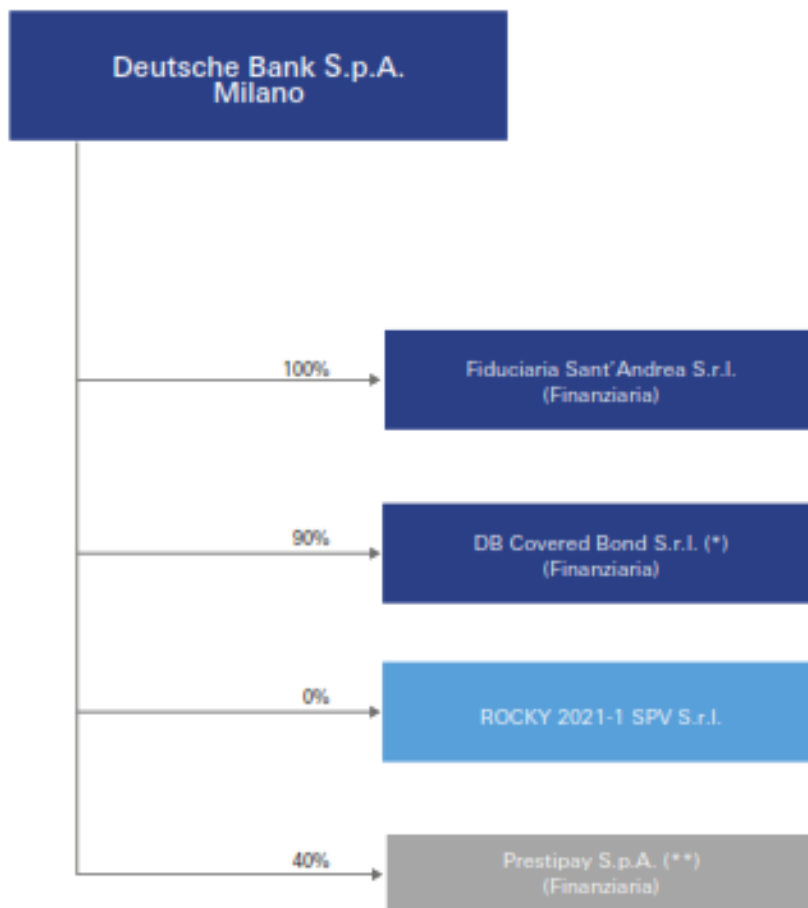 Deutsche Bank S.p.A.
Milano
100%
Fiduciaria Sant'Andrea S.r.l.
(Finanziaria)
90%
DB Covered Bond S.r.l. (*)
(Finanziaria)
0%
ROCKY 2021-1 SPV S.r.l.
40%
Prestipay S.p.A. (**)
(Finanziaria)